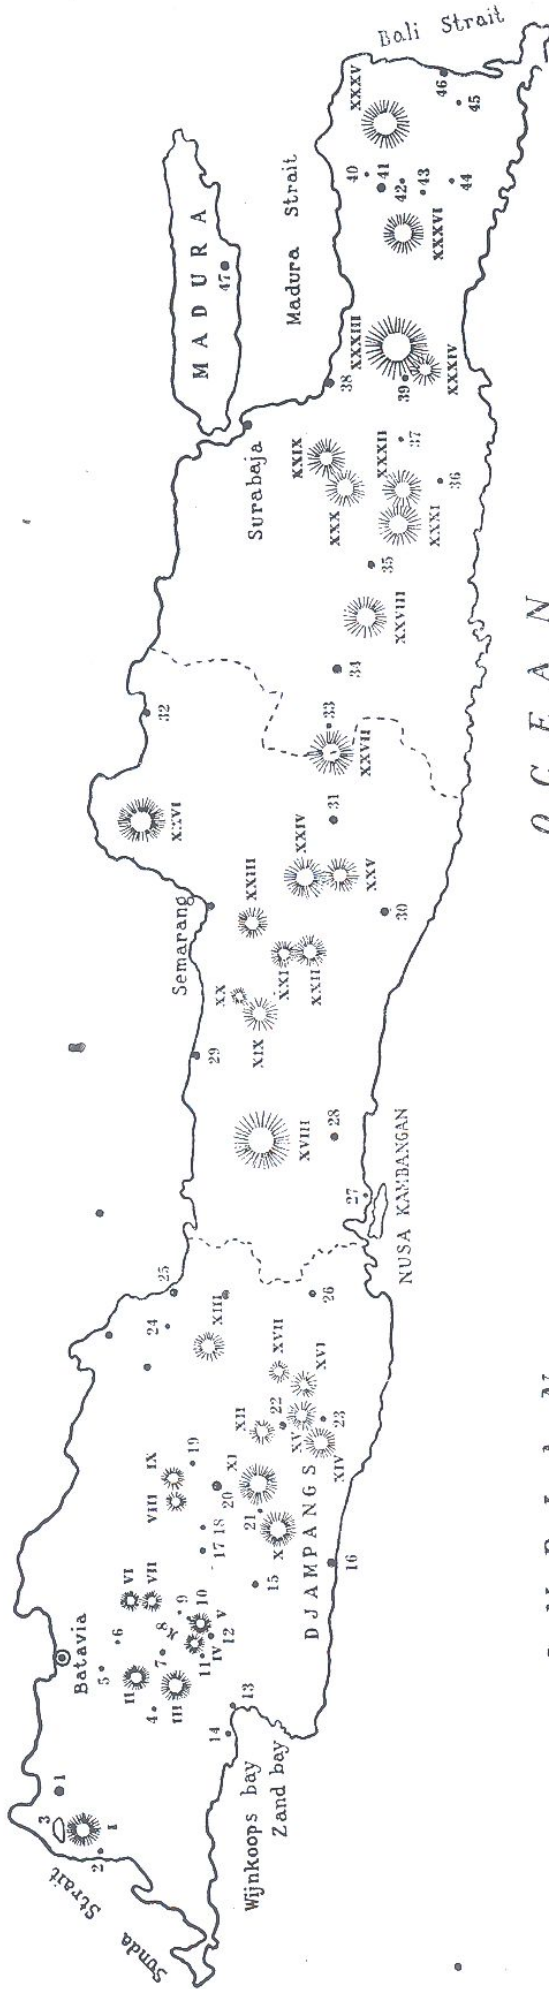 Sunda
Strait
1
2
3
I
Batavia
4
5
6
II
III
7
8
9
10
11
12
IV
V
VI
VII
VIII
IX
Wijnkoops bay
Zand bay
13
14
15
16
17
18
19
20
21
22
23
X
XI
XII
XIII
XIV
XV
XVI
XVII
DJAMPANGS
24
25
26
27
NUSA KAMBANGAN
28
29
XVIII
XIX
XX
XXI
XXII
XXIII
XXIV
XXV
XXVI
Semarang
30
31
32
33
34
XXVII
XXVIII
35
36
37
XXIX
XXX
XXXI
XXXII
Surabaja
MADURA
47
Madura Strait
38
39
XXXIII
XXXIV
XXXV
XXXVI
40
41
42
43
44
45
46
Bali Strait
OCEAN